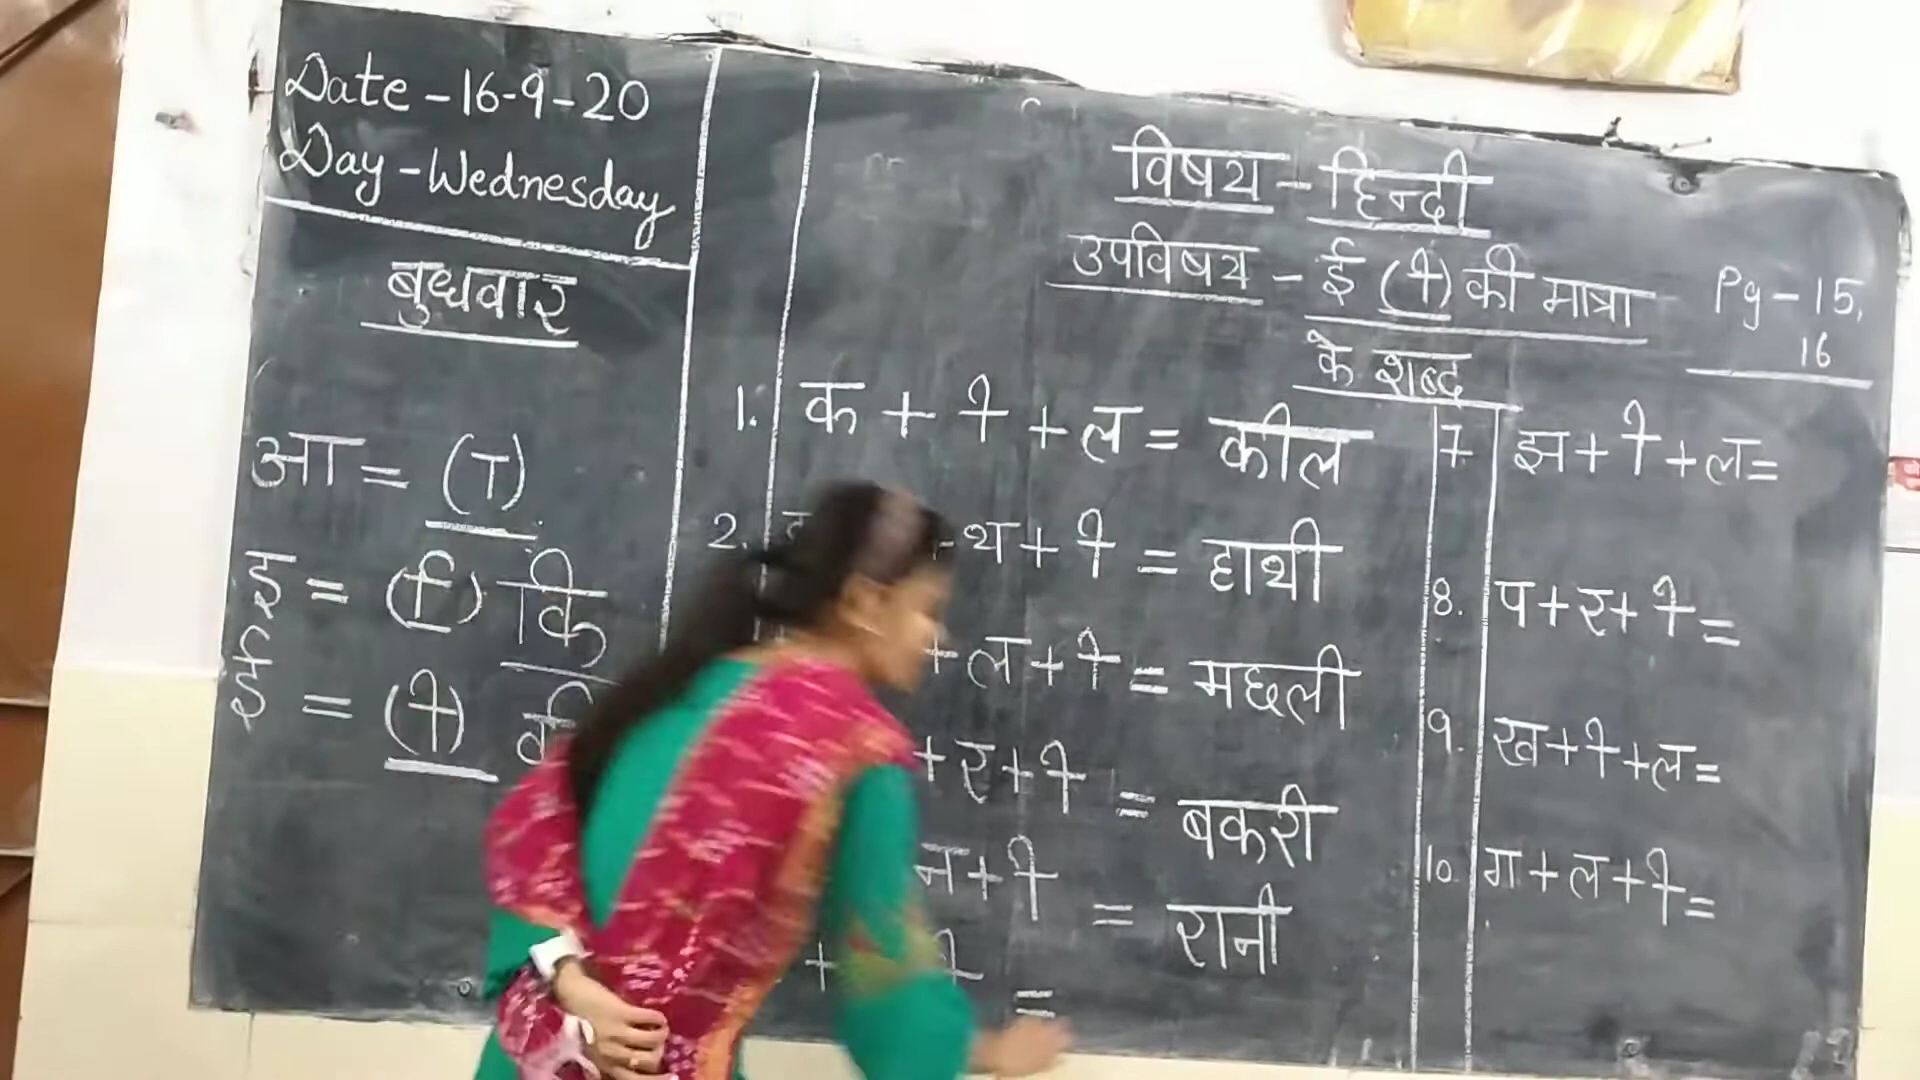 Date - 16-9-20
Day - Wednesday
बुधवार
आ = (ा)
इ = (ि) कि
ई = (ी)
विषय - हिन्दी
उपविषय - ई (ी) की मात्रा
के शब्द
Pg - 15,
16
1. क + ी + ल = कील
2. + थ + ी = हाथी
+ ल + ी = मछली
+ र + ी = बकरी
न + ी = रानी
+ ी =
7. झ + ी + ल =
8. प + र + ी =
9. ख + ी + ल =
10. ग + ल + ी =